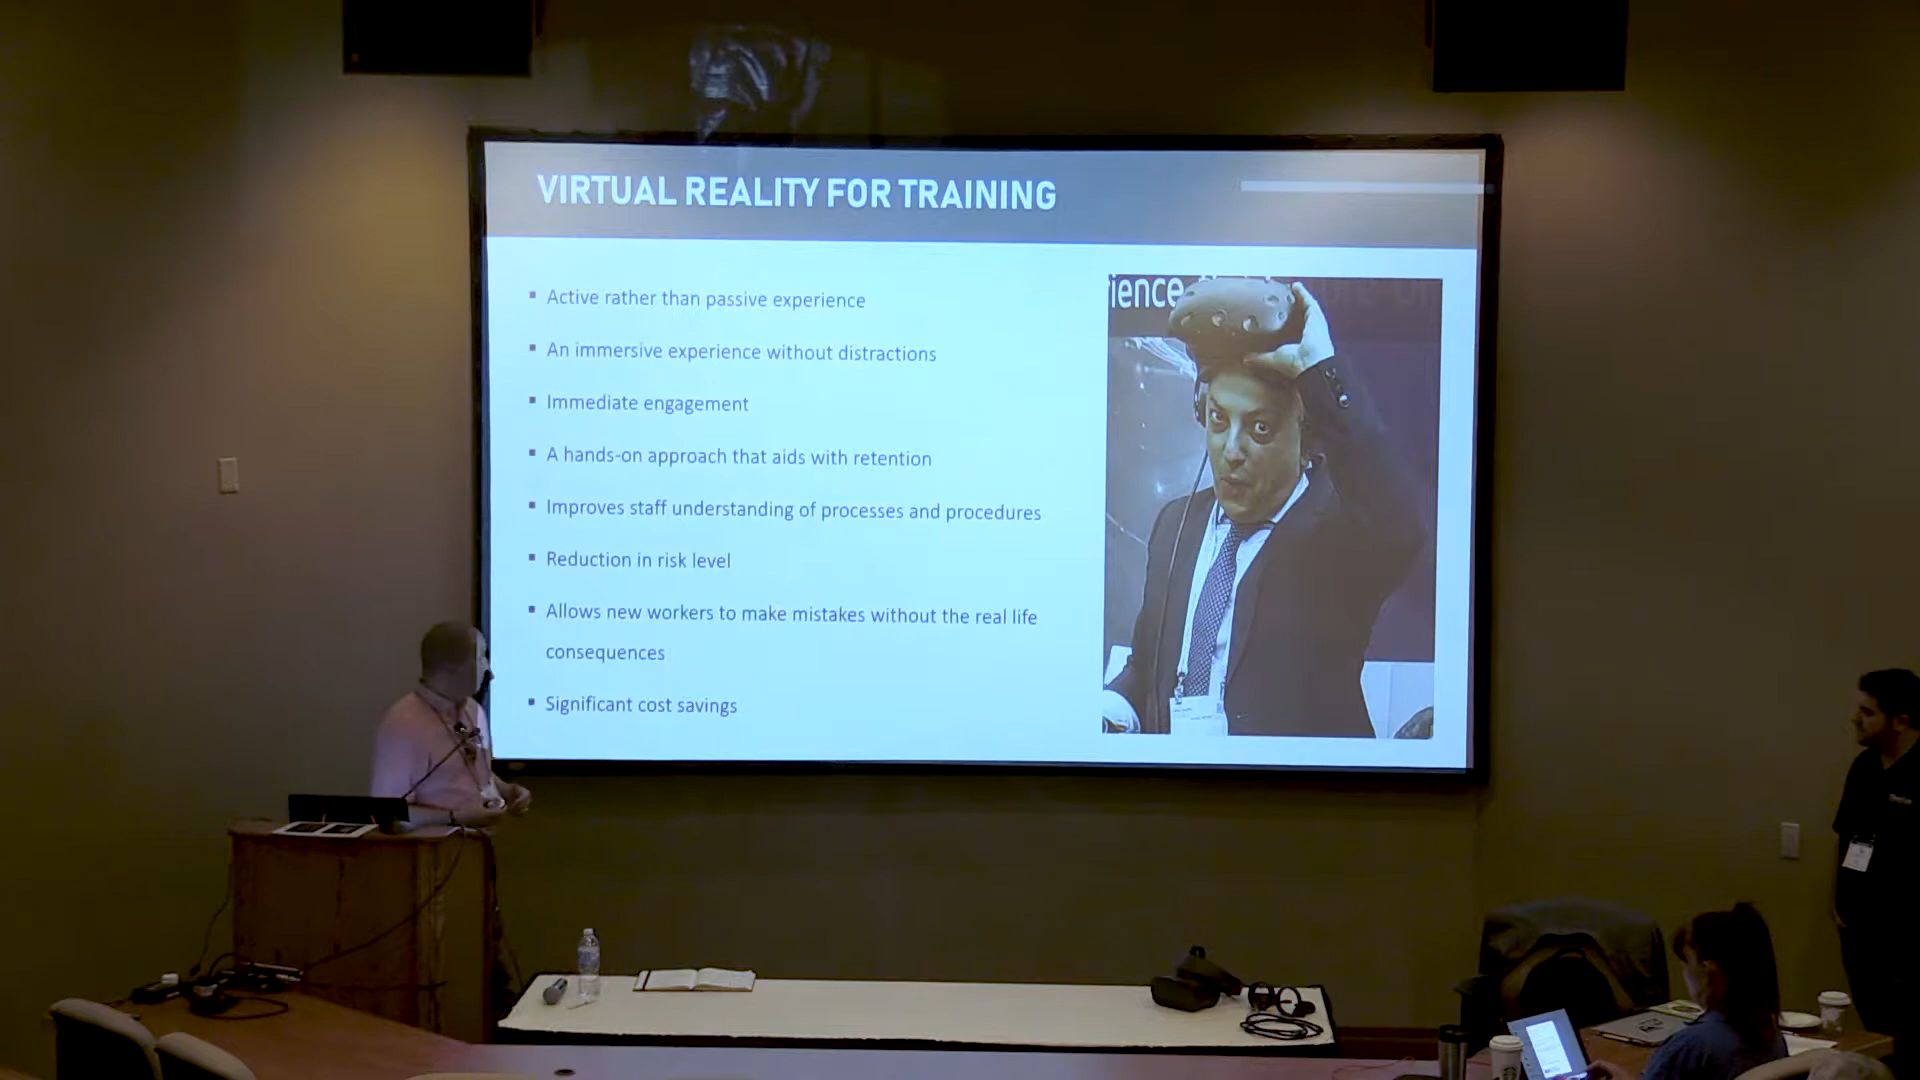 VIRTUAL REALITY FOR TRAINING
▪ Active rather than passive experience
▪ An immersive experience without distractions
▪ Immediate engagement
▪ A hands-on approach that aids with retention
▪ Improves staff understanding of processes and procedures
▪ Reduction in risk level
▪ Allows new workers to make mistakes without the real life
consequences
▪ Significant cost savings
ience